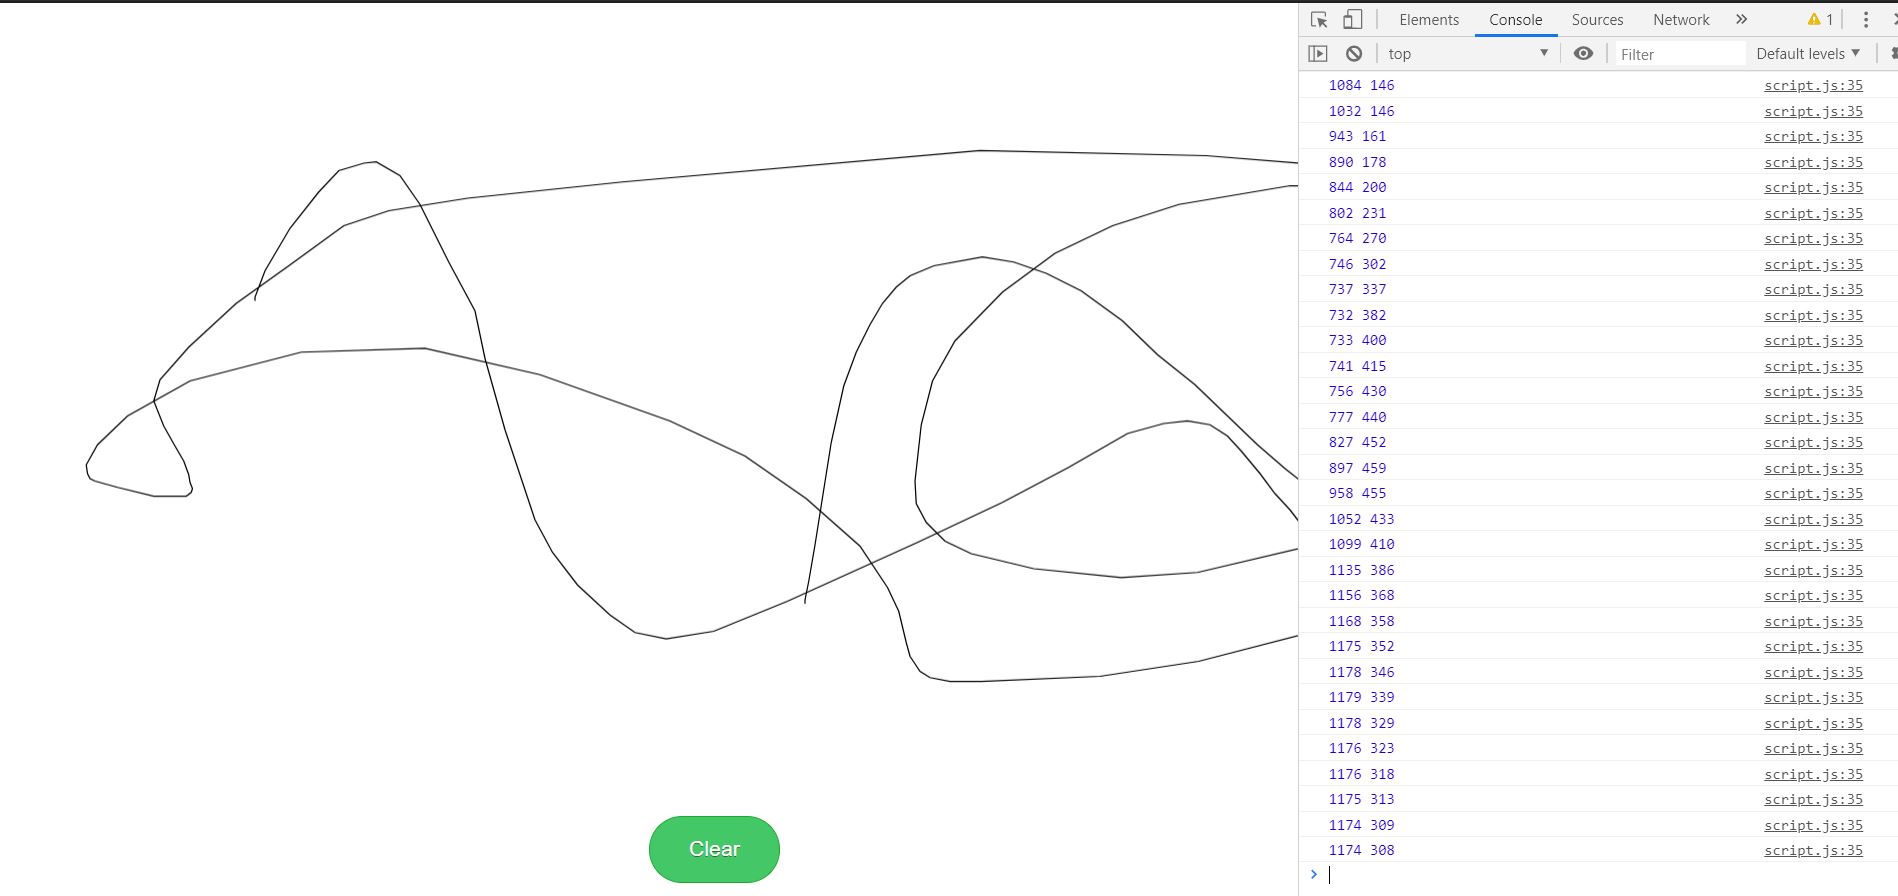 Elements Console Sources Network » 1
top Filter Default levels
1084 146 script.js:35
1032 146 script.js:35
943 161 script.js:35
890 178 script.js:35
844 200 script.js:35
802 231 script.js:35
764 270 script.js:35
746 302 script.js:35
737 337 script.js:35
732 382 script.js:35
733 400 script.js:35
741 415 script.js:35
756 430 script.js:35
777 440 script.js:35
827 452 script.js:35
897 459 script.js:35
958 455 script.js:35
1052 433 script.js:35
1099 410 script.js:35
1135 386 script.js:35
1156 368 script.js:35
1168 358 script.js:35
1175 352 script.js:35
1178 346 script.js:35
1179 339 script.js:35
1178 329 script.js:35
1176 323 script.js:35
1176 318 script.js:35
1175 313 script.js:35
1174 309 script.js:35
1174 308 script.js:35
Clear